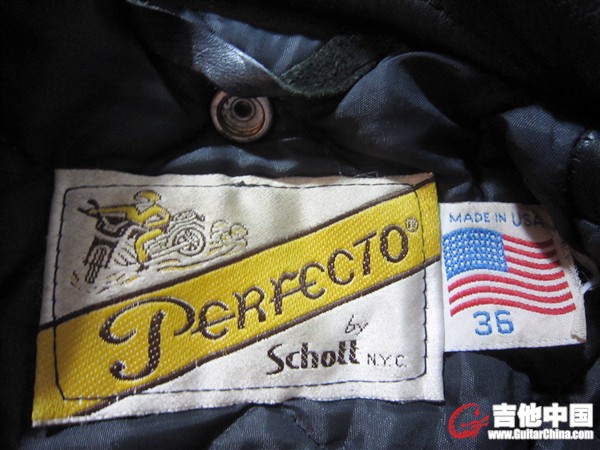 PERFECTO®
by
Schott N.Y.C.
MADE IN USA
36
吉他中国
www.GuitarChina.com